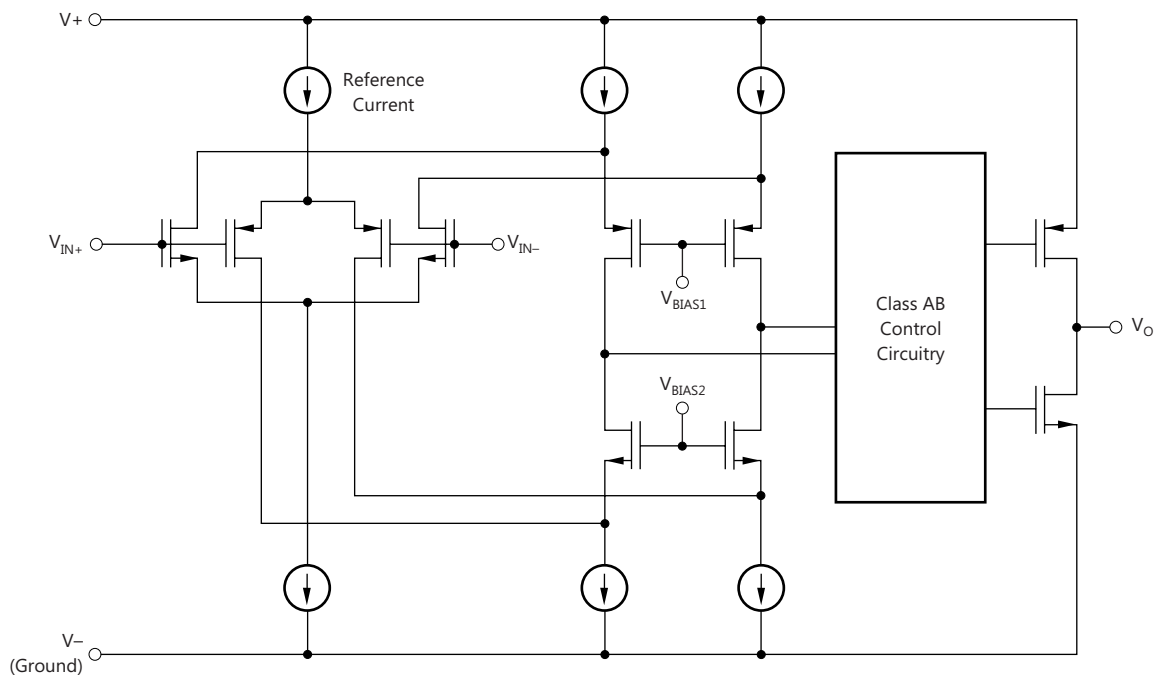 V+
Reference
Current
V_IN+
V_IN–
V_BIAS1
V_BIAS2
Class AB
Control
Circuitry
V_O
V–
(Ground)